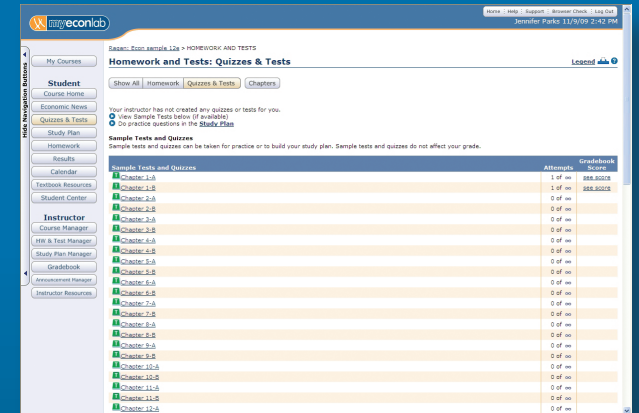 Home | Help | Support | Browser Check | Log Out
myeconlab
Jennifer Parks 11/9/09 2:42 PM
Hide Navigation Buttons
My Courses
Student
Course Home
Economic News
Quizzes & Tests
Study Plan
Homework
Results
Calendar
Textbook Resources
Student Center
Instructor
Course Manager
HW & Test Manager
Study Plan Manager
Gradebook
Announcement Manager
Instructor Resources
Ragan: Econ sample 12e > HOMEWORK AND TESTS
Homework and Tests: Quizzes & Tests
Legend
Show All Homework Quizzes & Tests Chapters
Your instructor has not created any quizzes or tests for you.
View Sample Tests below (if available)
Do practice questions in the Study Plan
Sample Tests and Quizzes
Sample tests and quizzes can be taken for practice or to build your study plan. Sample tests and quizzes do not affect your grade.
Sample Tests and Quizzes Attempts Gradebook Score
Chapter 1-A 1 of ∞ see score
Chapter 1-B 1 of ∞ see score
Chapter 2-A 0 of ∞
Chapter 2-B 0 of ∞
Chapter 3-A 0 of ∞
Chapter 3-B 0 of ∞
Chapter 4-A 0 of ∞
Chapter 4-B 0 of ∞
Chapter 5-A 0 of ∞
Chapter 5-B 0 of ∞
Chapter 6-A 0 of ∞
Chapter 6-B 0 of ∞
Chapter 7-A 0 of ∞
Chapter 7-B 0 of ∞
Chapter 8-A 0 of ∞
Chapter 8-B 0 of ∞
Chapter 9-A 0 of ∞
Chapter 9-B 0 of ∞
Chapter 10-A 0 of ∞
Chapter 10-B 0 of ∞
Chapter 11-A 0 of ∞
Chapter 11-B 0 of ∞
Chapter 12-A 0 of ∞